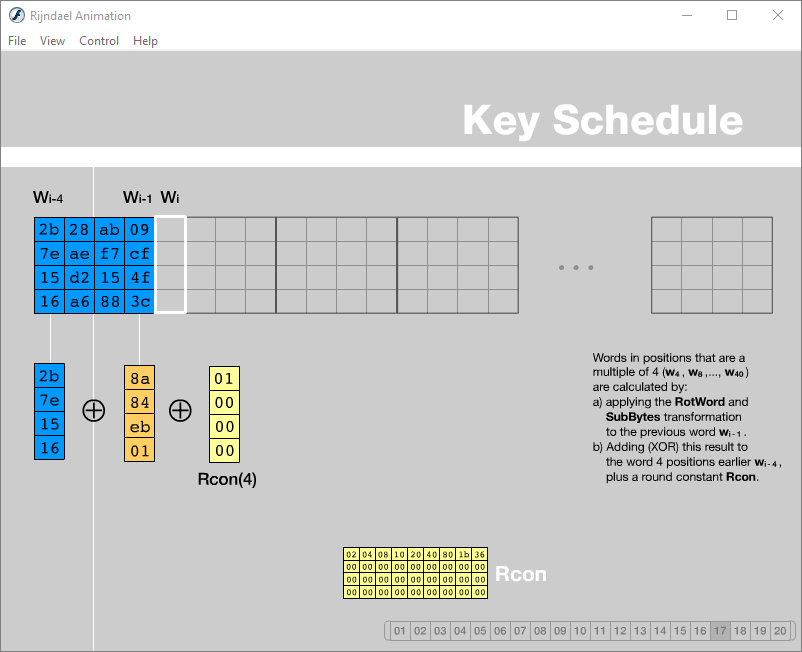 Rijndael Animation
File View Control Help
Key Schedule
Wi-4 Wi-1 Wi
2b 28 ab 09
7e ae f7 cf
15 d2 15 4f
16 a6 88 3c
2b 8a 01
7e 84 00
15 eb 00
16 01 00
Rcon(4)
Words in positions that are a
multiple of 4 (w4, w8,..., w40)
are calculated by:
a) applying the RotWord and
SubBytes transformation
to the previous word wi-1.
b) Adding (XOR) this result to
the word 4 positions earlier wi-4,
plus a round constant Rcon.
02 04 08 10 20 40 80 1b 36
00 00 00 00 00 00 00 00 00
00 00 00 00 00 00 00 00 00
00 00 00 00 00 00 00 00 00
Rcon
01 02 03 04 05 06 07 08 09 10 11 12 13 14 15 16 17 18 19 20